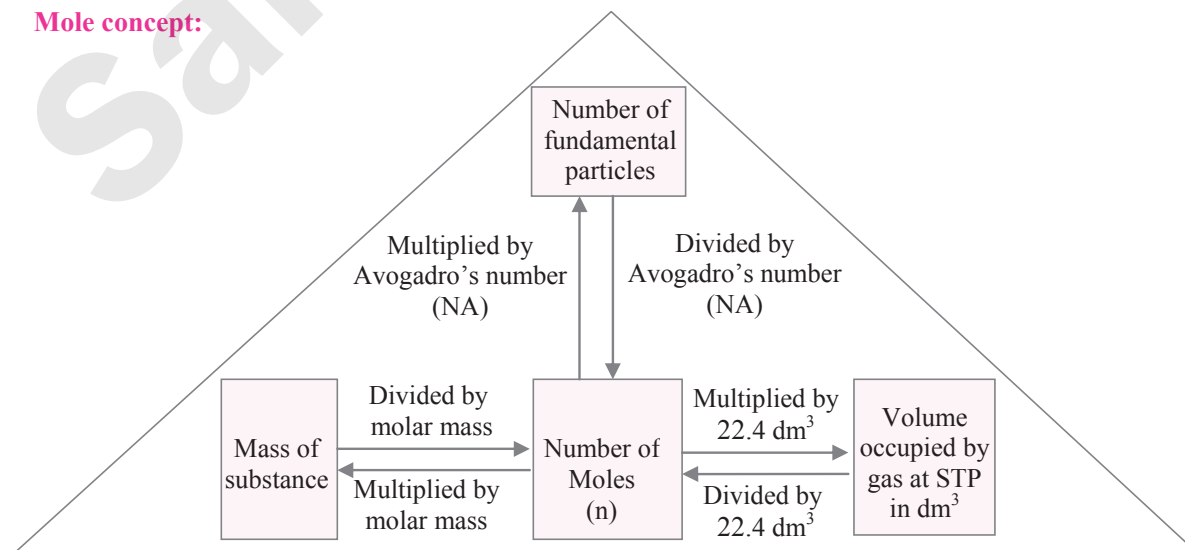 Mole concept:
Number of
fundamental
particles
Multiplied by
Avogadro’s number
(NA)
Divided by
Avogadro’s number
(NA)
Mass of
substance
Divided by
molar mass
Multiplied by
molar mass
Number of
Moles
(n)
Multiplied by
22.4 dm³
Divided by
22.4 dm³
Volume
occupied by
gas at STP
in dm³